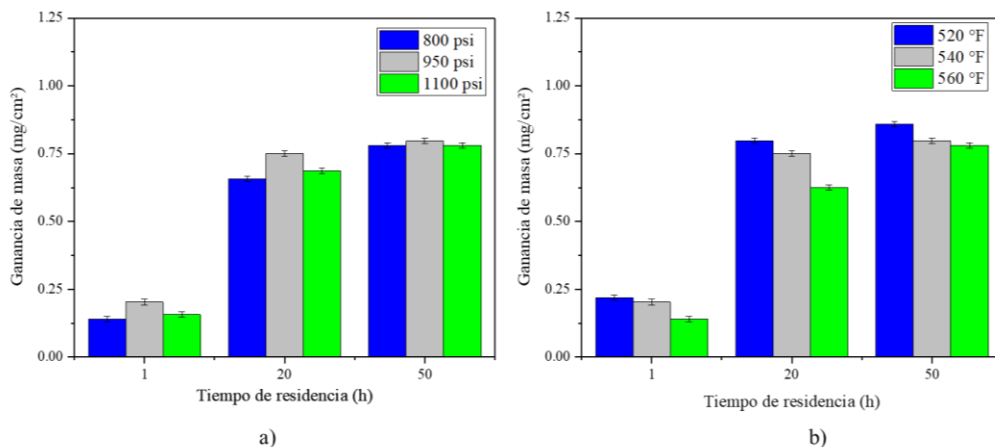 1.25
1.00
0.75
0.50
0.25
0.00
Ganancia de masa (mg/cm²)
800 psi
950 psi
1100 psi
1
20
50
Tiempo de residencia (h)
a)
1.25
1.00
0.75
0.50
0.25
0.00
Ganancia de masa (mg/cm²)
520 °F
540 °F
560 °F
1
20
50
Tiempo de residencia (h)
b)